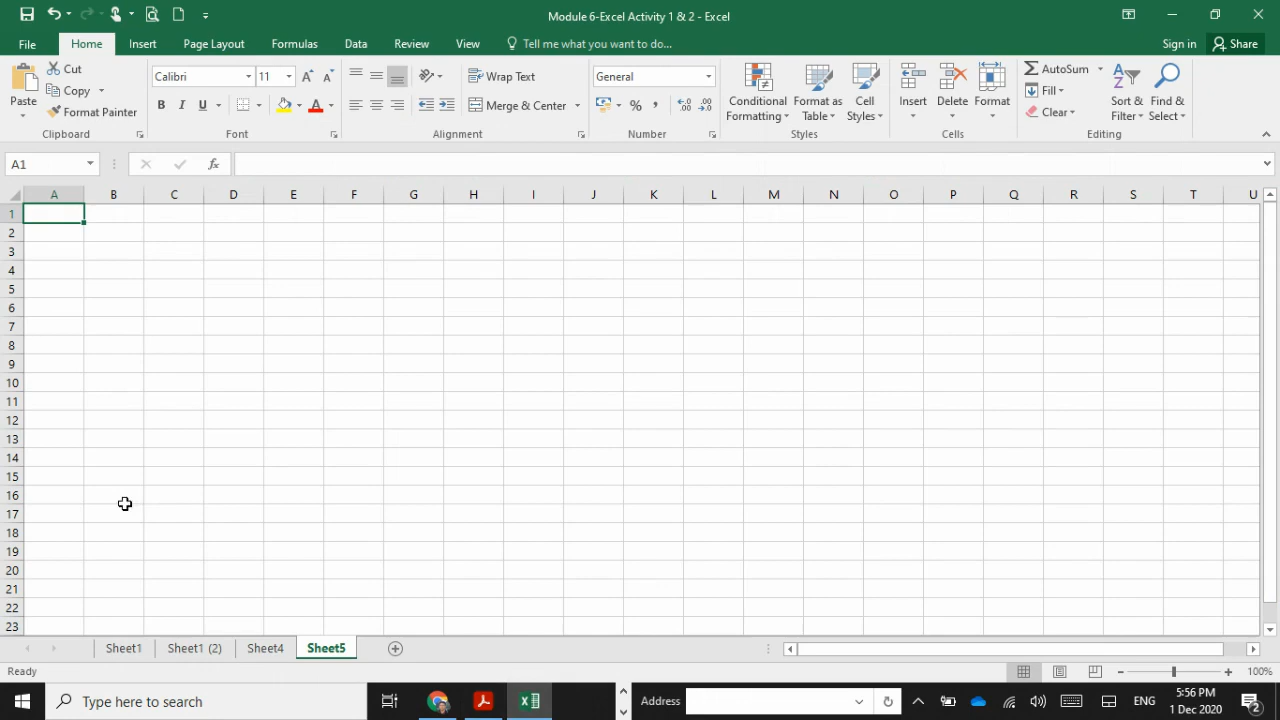 Module 6-Excel Activity 1 & 2 - Excel
File Home Insert Page Layout Formulas Data Review View Tell me what you want to do... Sign in Share
Paste
Cut
Copy
Format Painter
Clipboard
Calibri 11
B I U A
Font
Wrap Text
Merge & Center
Alignment
General
%
Number
Conditional Formatting
Format as Table
Cell Styles
Styles
Insert Delete Format
Cells
AutoSum
Fill
Clear
Sort & Filter
Find & Select
Editing
A1 fx
A B C D E F G H I J K L M N O P Q R S T U
1
2
3
4
5
6
7
8
9
10
11
12
13
14
15
16
17
18
19
20
21
22
23
Sheet1 Sheet1 (2) Sheet4 Sheet5
Ready 100%
Type here to search Address ENG 5:56 PM
1 Dec 2020 2